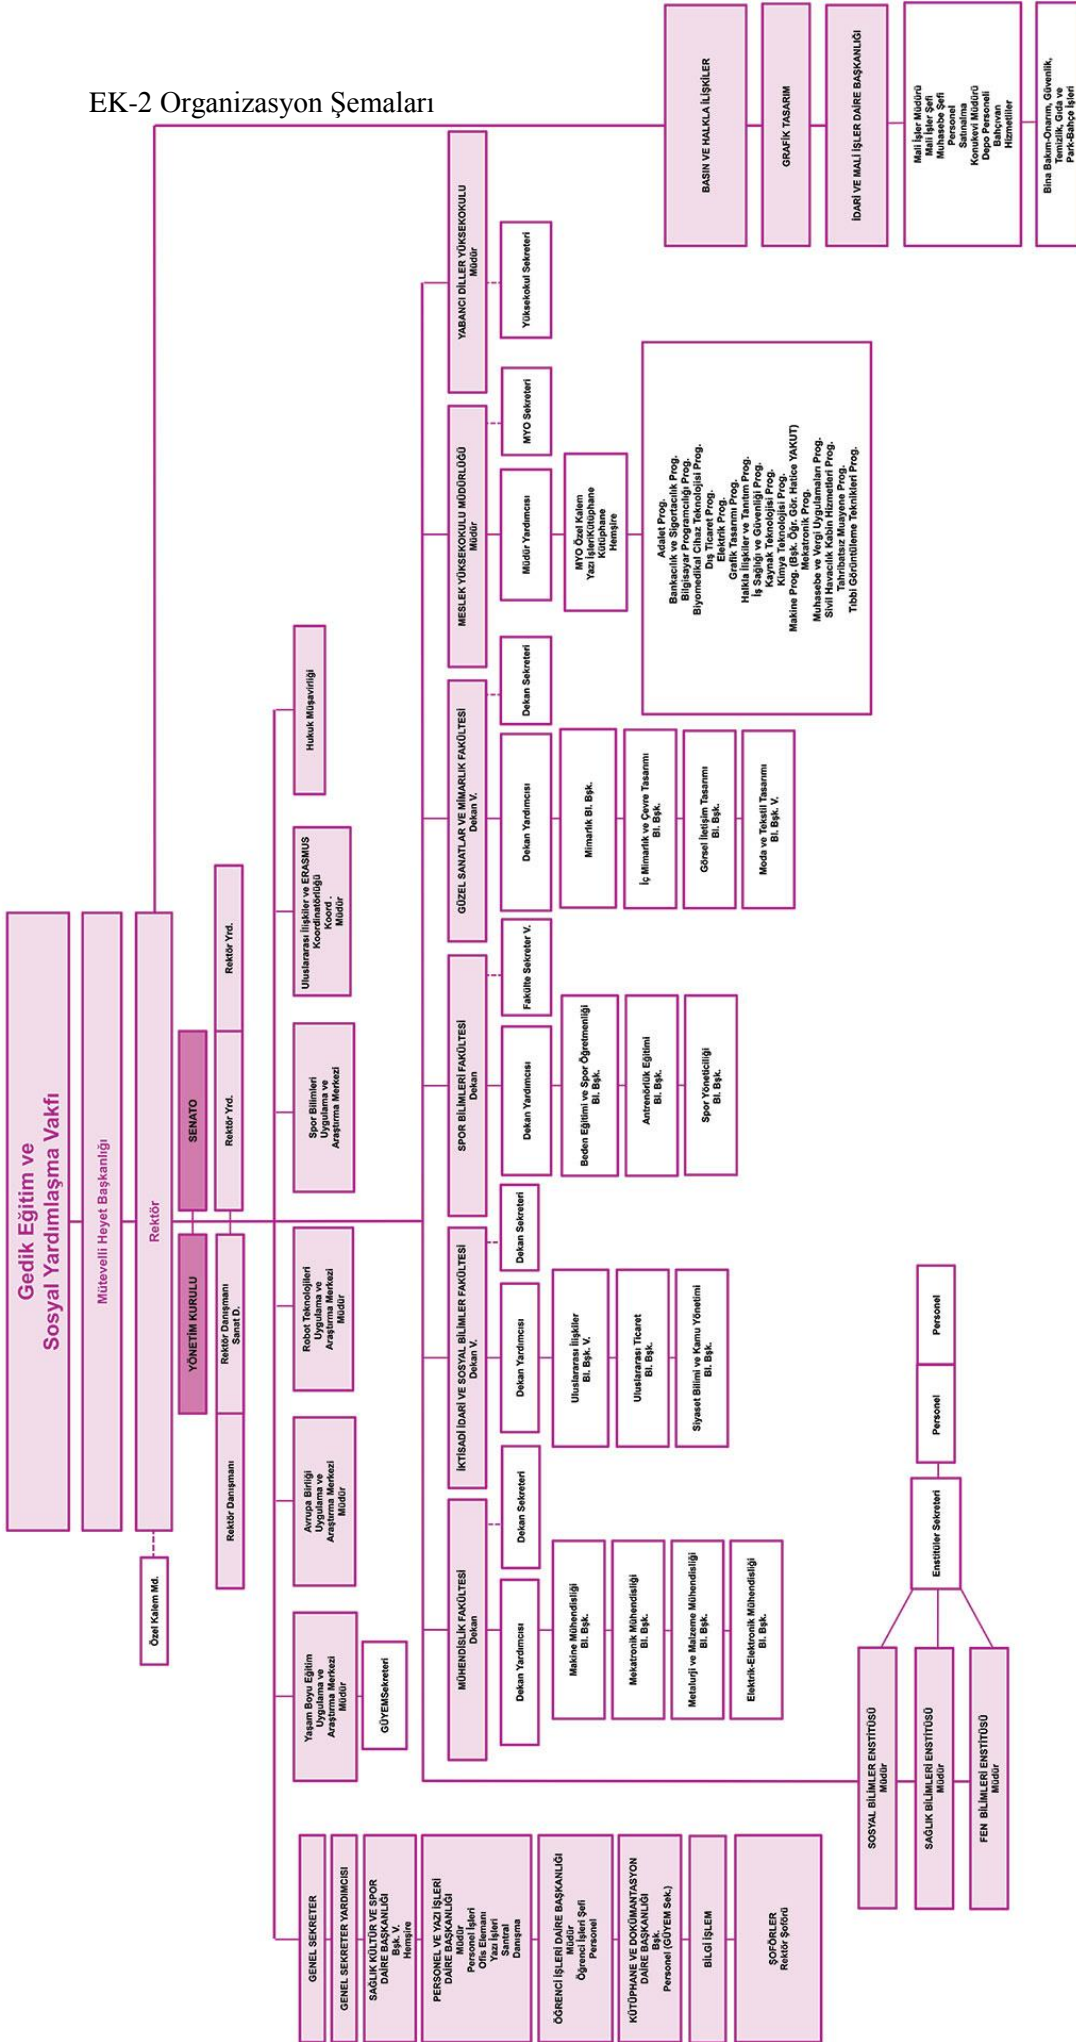 EK-2 Organizasyon Şemaları
Gedik Eğitim ve
Sosyal Yardımlaşma Vakfı
Mütevelli Heyet Başkanlığı
Rektör
Özel Kalem Md.
YÖNETİM KURULU
SENATO
Rektör Danışmanı
Rektör Danışmanı
Sanat D.
Rektör Yrd.
Rektör Yrd.
Yaşam Boyu Eğitim
Uygulama ve
Araştırma Merkezi
Müdür
GÜYEMSekreteri
Avrupa Birliği
Uygulama ve
Araştırma Merkezi
Müdür
Robot Teknolojileri
Uygulama ve
Araştırma Merkezi
Müdür
Spor Bilimleri
Uygulama ve
Araştırma Merkezi
Uluslararası İlişkiler ve ERASMUS
Koordinatörlüğü
Koord .
Müdür
Hukuk Müşavirliği
GENEL SEKRETER
GENEL SEKRETER YARDIMCISI
SAĞLIK KÜLTÜR VE SPOR
DAİRE BAŞKANLIĞI
Bşk. V.
Hemşire
PERSONEL VE YAZI İŞLERİ
DAİRE BAŞKANLIĞI
Müdür
Personel İşleri
Ofis Elemanı
Yazı İşleri
Santral
Danışma
ÖĞRENCİ İŞLERİ DAİRE BAŞKANLIĞI
Müdür
Öğrenci İşleri Şefi
Personel
KÜTÜPHANE VE DOKÜMANTASYON
DAİRE BAŞKANLIĞI
Bşk.
Personel (GÜYEM Sek.)
BİLGİ İŞLEM
ŞOFÖRLER
Rektör Şoförü
MÜHENDİSLİK FAKÜLTESİ
Dekan
Dekan Yardımcısı
Dekan Sekreteri
Makine Mühendisliği
Bl. Bşk.
Mekatronik Mühendisliği
Bl. Bşk.
Metalurji ve Malzeme Mühendisliği
Bl. Bşk.
Elektrik-Elektronik Mühendisliği
Bl. Bşk.
İKTİSADİ İDARİ VE SOSYAL BİLİMLER FAKÜLTESİ
Dekan V.
Dekan Yardımcısı
Dekan Sekreteri
Uluslararası İlişkiler
Bl. Bşk. V.
Uluslararası Ticaret
Bl. Bşk.
Siyaset Bilimi ve Kamu Yönetimi
Bl. Bşk.
SPOR BİLİMLERİ FAKÜLTESİ
Dekan
Dekan Yardımcısı
Fakülte Sekreter V.
Beden Eğitimi ve Spor Öğretmenliği
Bl. Bşk.
Antrenörlük Eğitimi
Bl. Bşk.
Spor Yöneticiliği
Bl. Bşk.
GÜZEL SANATLAR VE MİMARLIK FAKÜLTESİ
Dekan V.
Dekan Yardımcısı
Dekan Sekreteri
Mimarlık Bl. Bşk.
İç Mimarlık ve Çevre Tasarımı
Bl. Bşk.
Görsel İletişim Tasarımı
Bl. Bşk.
Moda ve Tekstil Tasarımı
Bl. Bşk. V.
MESLEK YÜKSEKOKULU MÜDÜRLÜĞÜ
Müdür
Müdür Yardımcısı
MYO Sekreteri
MYO Özel Kalem
Yazı İşleriKütüphane
Kütüphane
Hemşire
Adalet Prog.
Bankacılık ve Sigortacılık Prog.
Bilgisayar Programcılığı Prog.
Biyomedikal Cihaz Teknolojisi Prog.
Dış Ticaret Prog.
Elektrik Prog.
Grafik Tasarımı Prog.
Halkla İlişkiler ve Tanıtım Prog.
İş Sağlığı ve Güvenliği Prog.
Kaynak Teknolojisi Prog.
Kimya Teknolojisi Prog.
Makine Prog. (Bşk. Öğr. Gör. Hatice YAKUT)
Mekatronik Prog.
Muhasebe ve Vergi Uygulamaları Prog.
Sivil Havacılık Kabin Hizmetleri Prog.
Tahribatsız Muayene Prog.
Tıbbi Görüntüleme Teknikleri Prog.
YABANCI DİLLER YÜKSEKOKULU
Müdür
Yüksekokul Sekreteri
SOSYAL BİLİMLER ENSTİTÜSÜ
Müdür
SAĞLIK BİLİMLERİ ENSTİTÜSÜ
Müdür
FEN  BİLİMLERİ ENSTİTÜSÜ
Müdür
Enstitüler Sekreteri
Personel
Personel
BASIN VE HALKLA İLİŞKİLER
GRAFİK TASARIM
İDARİ VE MALİ İŞLER DAİRE BAŞKANLIĞI
Mali İşler Müdürü
Mali İşler Şefi
Muhasebe Şefi
Personel
Satınalma
Konukevi Müdürü
Depo Personeli
Bahçıvan
Hizmetliler
Bina Bakım-Onarım, Güvenlik,
Temizlik, Gıda ve
Park-Bahçe İşleri